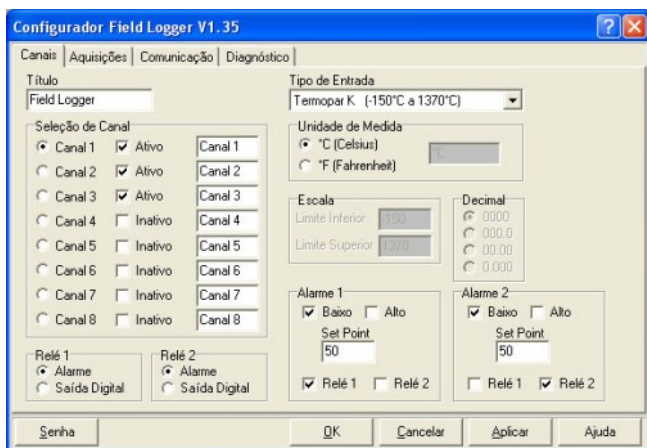 Configurador Field Logger V1.35
Canais Aquisições Comunicação Diagnóstico
Título
Field Logger
Tipo de Entrada
Termopar K (-150°C a 1370°C)
Seleção de Canal
Canal 1 Ativo Canal 1
Canal 2 Ativo Canal 2
Canal 3 Ativo Canal 3
Canal 4 Inativo Canal 4
Canal 5 Inativo Canal 5
Canal 6 Inativo Canal 6
Canal 7 Inativo Canal 7
Canal 8 Inativo Canal 8
Unidade de Medida
°C (Celsius) °C
°F (Fahrenheit)
Escala
Limite Inferior -150
Limite Superior 1370
Decimal
0000
000.0
00.00
0.000
Relé 1
Alarme
Saída Digital
Relé 2
Alarme
Saída Digital
Alarme 1
Baixo Alto
Set Point
50
Relé 1 Relé 2
Alarme 2
Baixo Alto
Set Point
50
Relé 1 Relé 2
Senha OK Cancelar Aplicar Ajuda